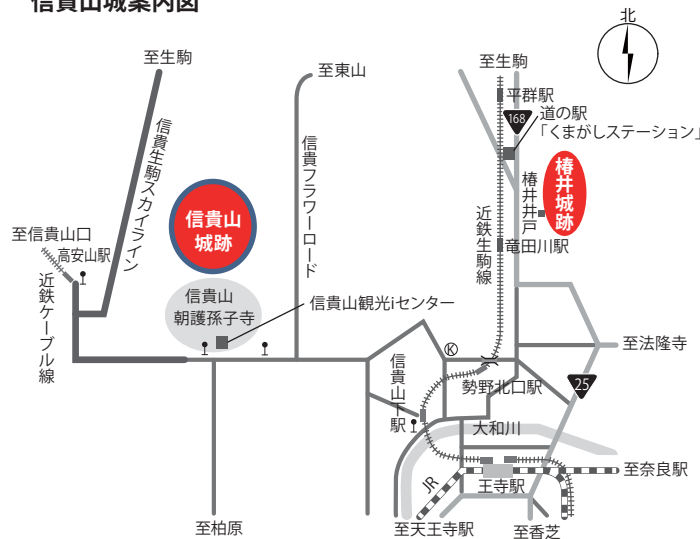 信貴山城案内図
北
至生駒
至東山
至生駒
平群駅
168
道の駅
「くまがしステーション」
信貴生駒スカイライン
信貴フラワーロード
信貴山
城跡
椿井城跡
椿井井戸
近鉄生駒線
竜田川駅
至信貴山口
高安山駅
近鉄ケーブル線
信貴山
朝護孫子寺
信貴山観光iセンター
K
信貴山下駅
勢野北口駅
至法隆寺
25
大和川
JR
王寺駅
至奈良駅
至柏原
至天王寺駅
至香芝